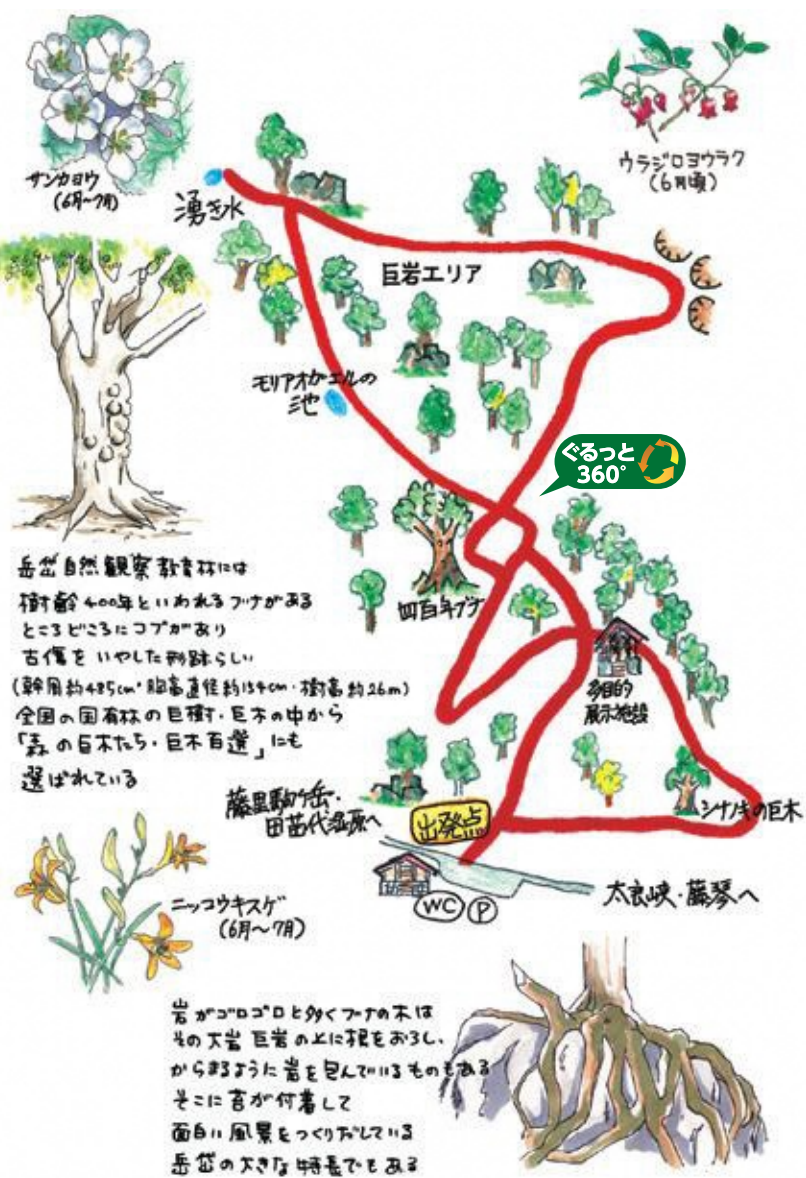 サンカヨウ
(6月〜7月)
ウラジロヨウラク
(6月頃)
湧き水
巨岩エリア
モリアオガエルの
池
ぐるっと
360°
四百年ブナ
岳岱自然観察教育林には
樹齢400年といわれるブナがある
ところどころにコブがあり
古傷をいやした形跡らしい
(幹周約485cm・胸高直径約154cm・樹高約26m)
全国の国有林の巨樹・巨木の中から
「森の巨木たち・巨木百選」にも
選ばれている
多目的
展示施設
シナノキの巨木
藤里駒ヶ岳・
田苗代湿原へ
出発点
WC P
太良峡・藤琴へ
ニッコウキスゲ
(6月〜7月)
岩がゴロゴロと多くブナの木は
その大岩巨岩の上に根をおろし、
からまるように岩を包んでいるものもある
そこに苔が付着して
面白い風景をつくりだしている
岳岱の大きな特長でもある